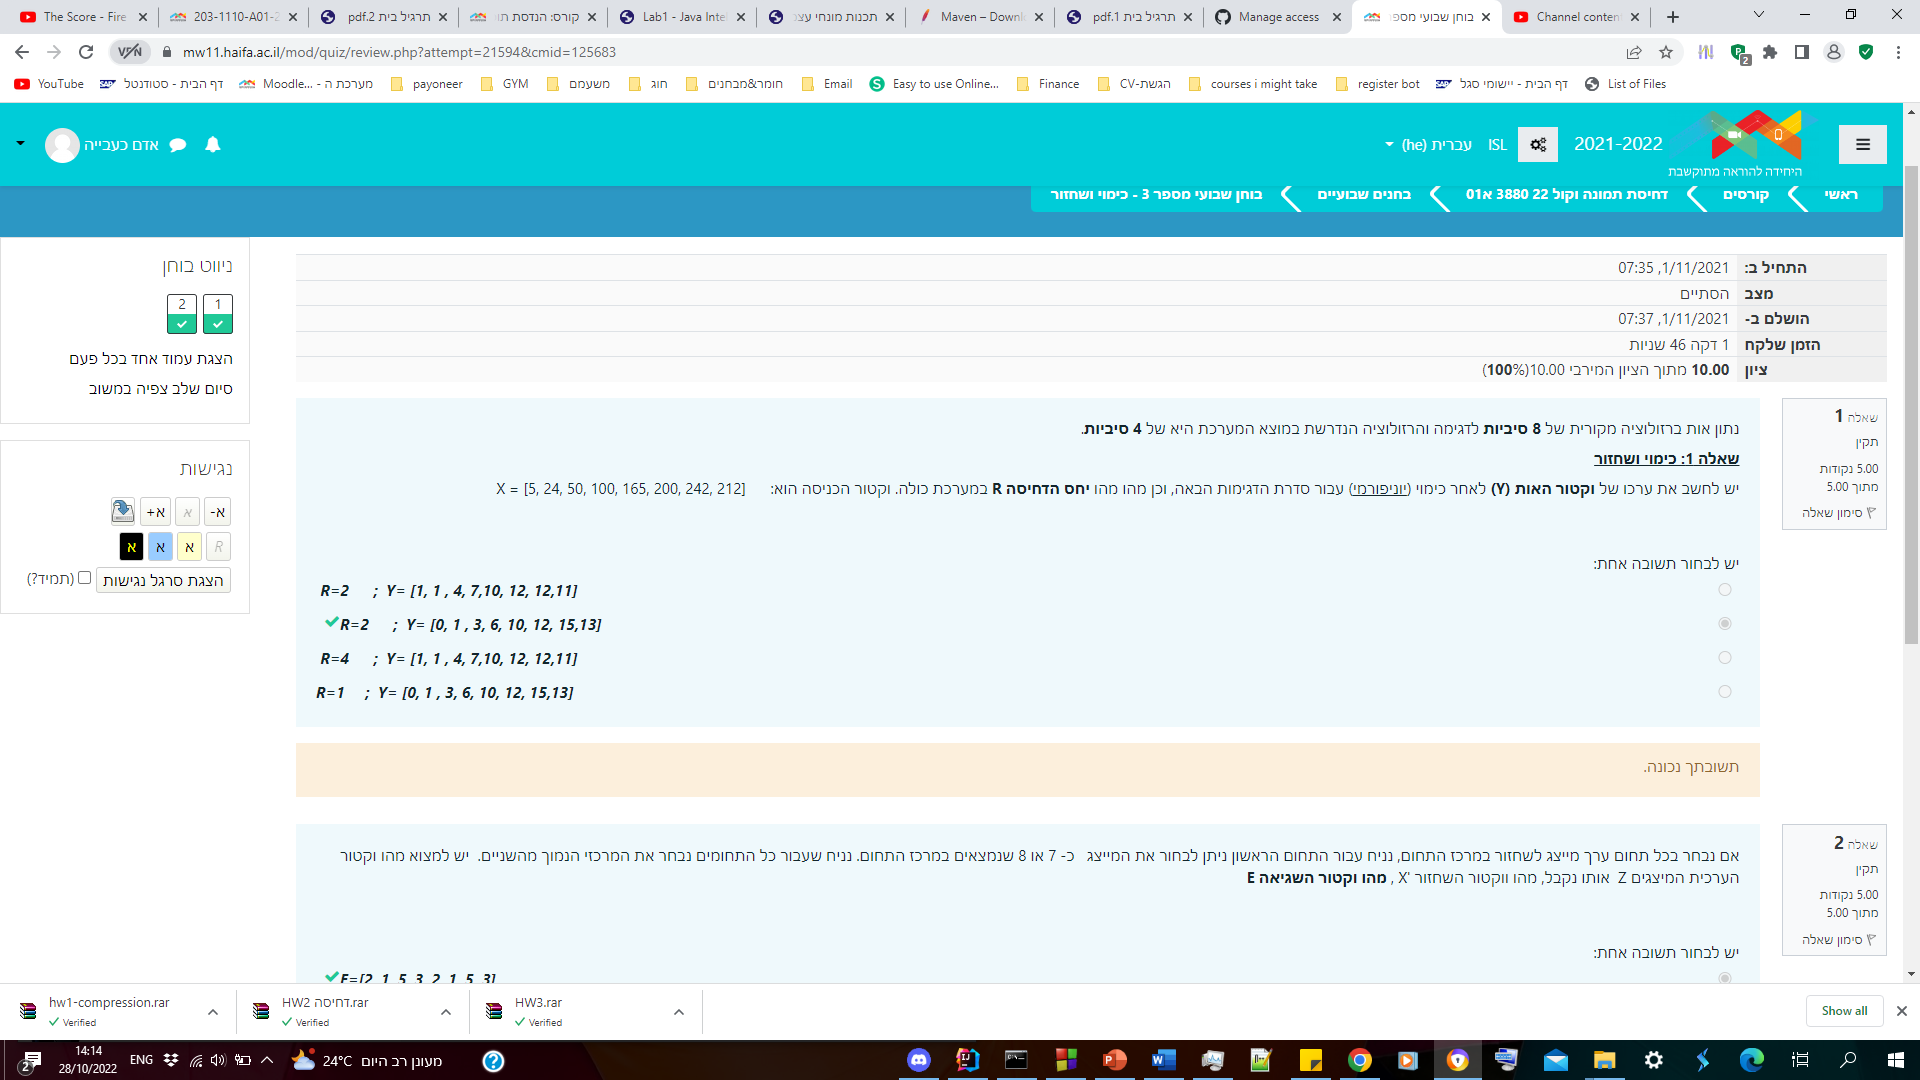 The Score - Fire
203-1110-A01-2
תרגיל בית 2.pdf
קורס: הנדסת תו
Lab1 - Java Inte
תכנות מונחי עצ
Maven – Downl
תרגיל בית 1.pdf
Manage access
בוחן שבועי מספ
Channel conten
VPN
mw11.haifa.ac.il/mod/quiz/review.php?attempt=21594&cmid=125683
YouTube
דף הבית - סטודנטל
Moodle... - מערכת ה
payoneer
GYM
משעמם
חוג
חומר&מבחנים
Email
Easy to use Online...
Finance
CV-הגשת
courses i might take
register bot
דף הבית - יישומי סגל
List of Files
2021-2022
ISL
עברית (he)
אדם כעבייה
היחידה להוראה מתוקשבת
ראשי
קורסים
דחיסת תמונה וקול 22 3880 א01
בחנים שבועיים
בוחן שבועי מספר 3 - כימוי ושחזור
ניווט בוחן
1
2
הצגת עמוד אחד בכל פעם
סיום שלב צפיה במשוב
נגישות
א-
א
א+
R
א
א
א
הצגת סרגל נגישות
(תמיד?)
התחיל ב: 1/11/2021, 07:35
מצב הסתיים
הושלם ב- 1/11/2021, 07:37
הזמן שלקח 1 דקה 46 שניות
ציון 10.00 מתוך הציון המירבי 10.00(100%)
שאלה 1
תקין
5.00 נקודות
מתוך 5.00
סימון שאלה
נתון אות ברזולוציה מקורית של 8 סיביות לדגימה והרזולוציה הנדרשת במוצא המערכת היא של 4 סיביות.
שאלה 1: כימוי ושחזור
יש לחשב את ערכו של וקטור האות (Y) לאחר כימוי (יוניפורמי) עבור סדרת הדגימות הבאה, וכן מהו מהו יחס הדחיסה R במערכת כולה. וקטור הכניסה הוא: X = [5, 24, 50, 100, 165, 200, 242, 212]
יש לבחור תשובה אחת:
R=2 ; Y= [1, 1 , 4, 7,10, 12, 12,11]
R=2 ; Y= [0, 1 , 3, 6, 10, 12, 15,13]
R=4 ; Y= [1, 1 , 4, 7,10, 12, 12,11]
R=1 ; Y= [0, 1 , 3, 6, 10, 12, 15,13]
תשובתך נכונה.
שאלה 2
תקין
5.00 נקודות
מתוך 5.00
סימון שאלה
אם נבחר בכל תחום ערך מייצג לשחזור במרכז התחום, נניח עבור התחום הראשון ניתן לבחור את המייצג כ- 7 או 8 שנמצאים במרכז התחום. נניח שעבור כל התחומים נבחר את המרכזי הנמוך מהשניים. יש למצוא מהו וקטור
הערכית המיצגים Z אותו נקבל, מהו ווקטור השחזור X' , מהו וקטור השגיאה E
יש לבחור תשובה אחת:
E=[2, 1, 5, 3, 2, 1, 5, 3]
hw1-compression.rar
Verified
HW2 דחיסה.rar
Verified
HW3.rar
Verified
Show all
2
14:14
28/10/2022
ENG
24°C מעונן רב היום